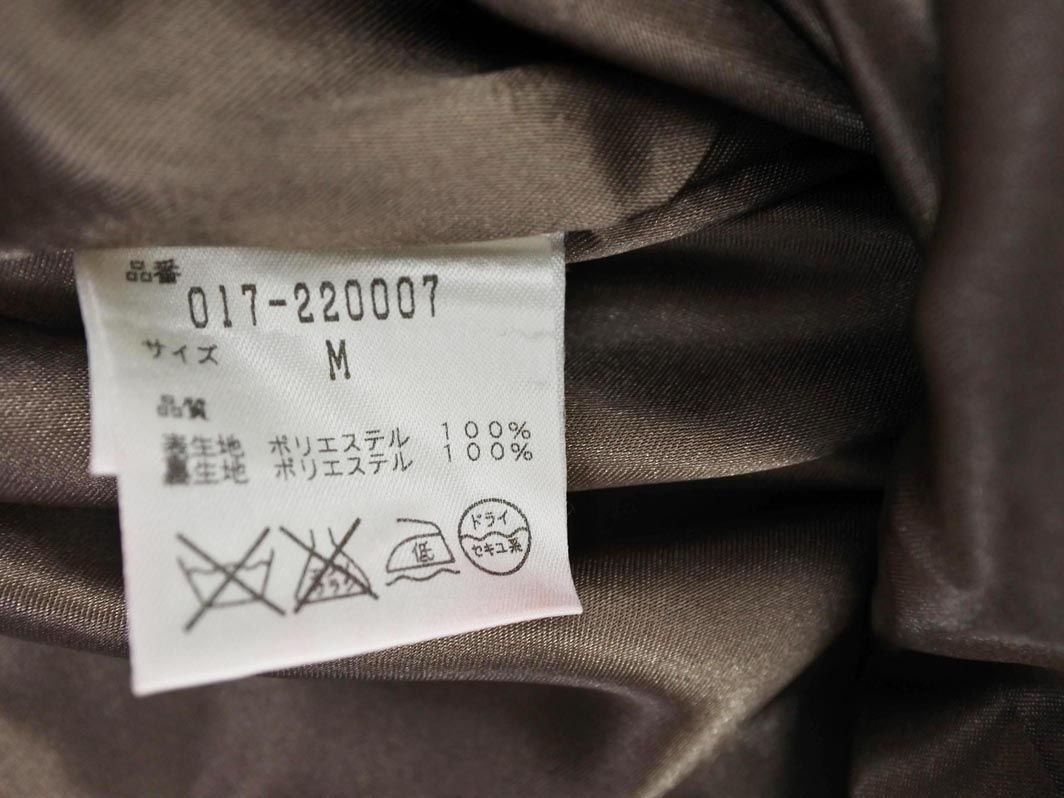 品番
017-220007
サイズ M
品質
表生地 ポリエステル 100%
裏生地 ポリエステル 100%
低
ドライ
セキユ系